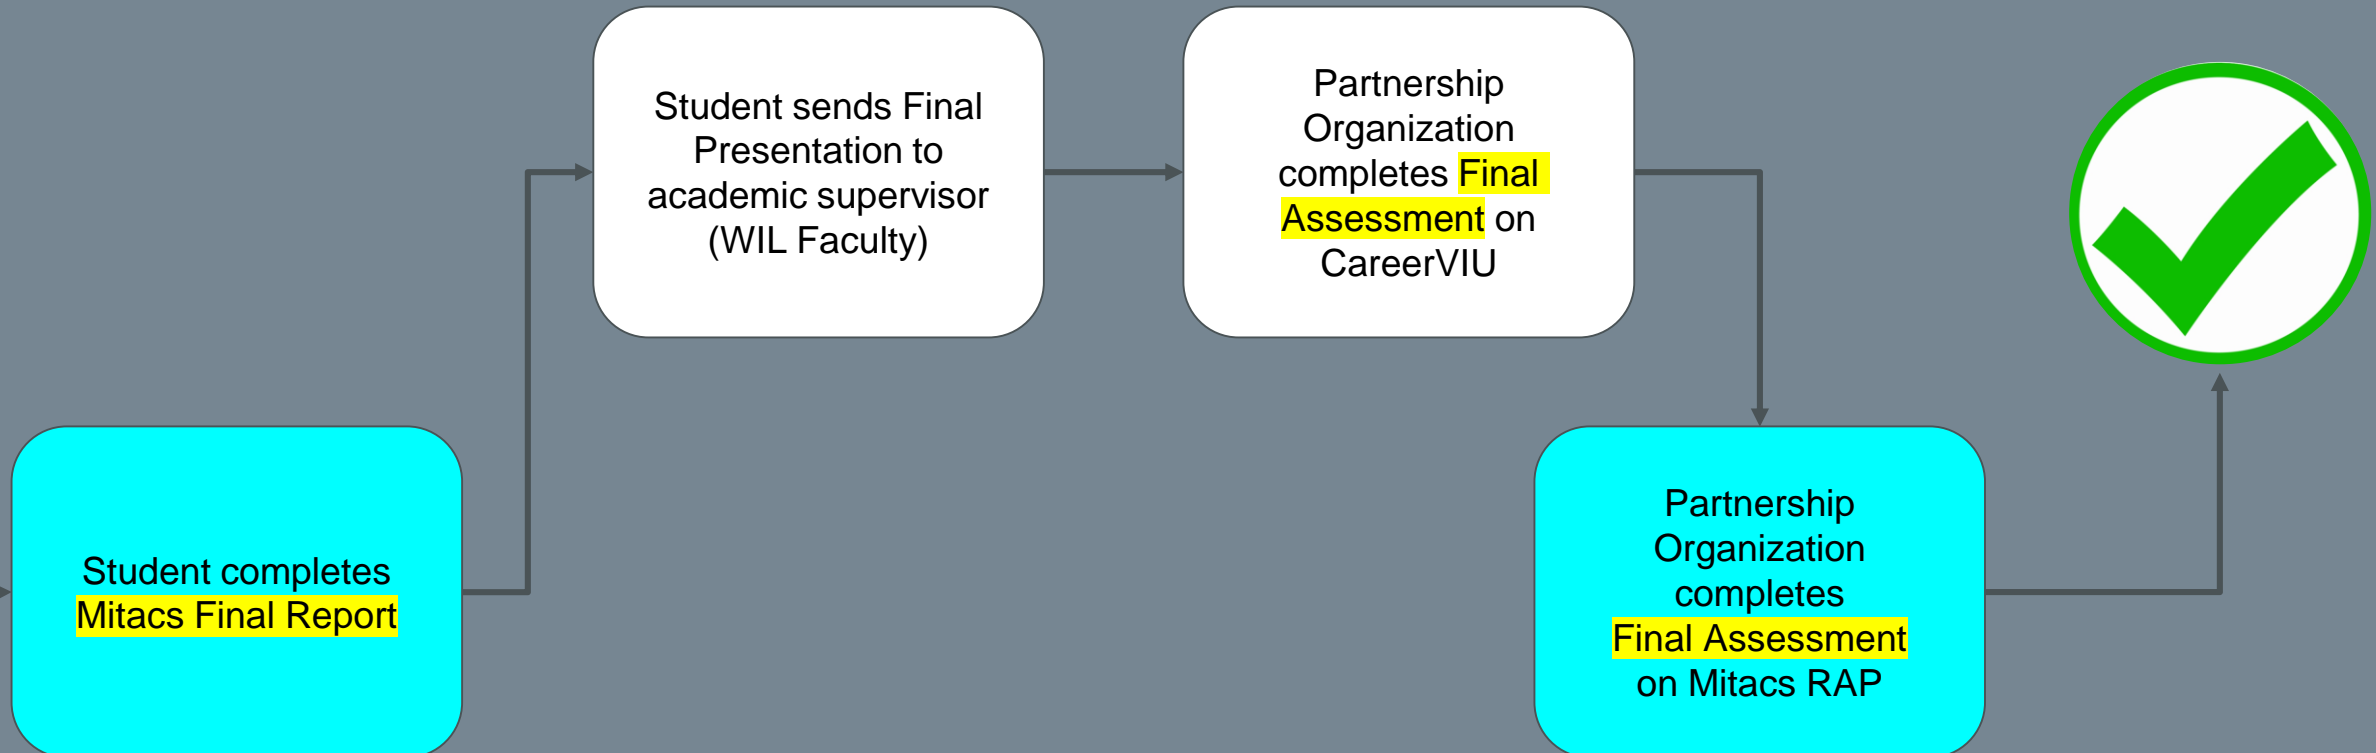 Student completes
Mitacs Final Report
Student sends Final
Presentation to
academic supervisor
(WIL Faculty)
Partnership
Organization
completes Final
Assessment on
CareerVIU
Partnership
Organization
completes
Final Assessment
on Mitacs RAP